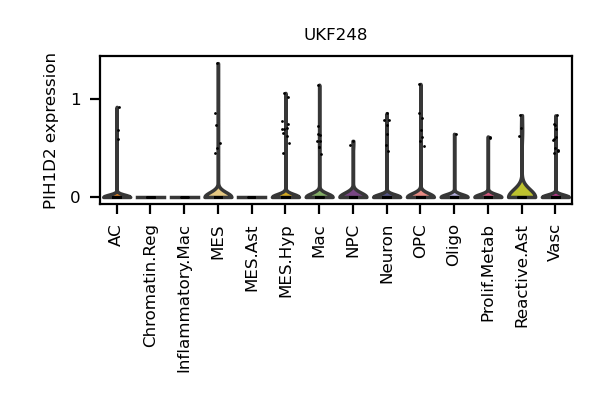 UKF248
PIH1D2 expression
1
0
AC
Chromatin.Reg
Inflammatory.Mac
MES
MES.Ast
MES.Hyp
Mac
NPC
Neuron
OPC
Oligo
Prolif.Metab
Reactive.Ast
Vasc